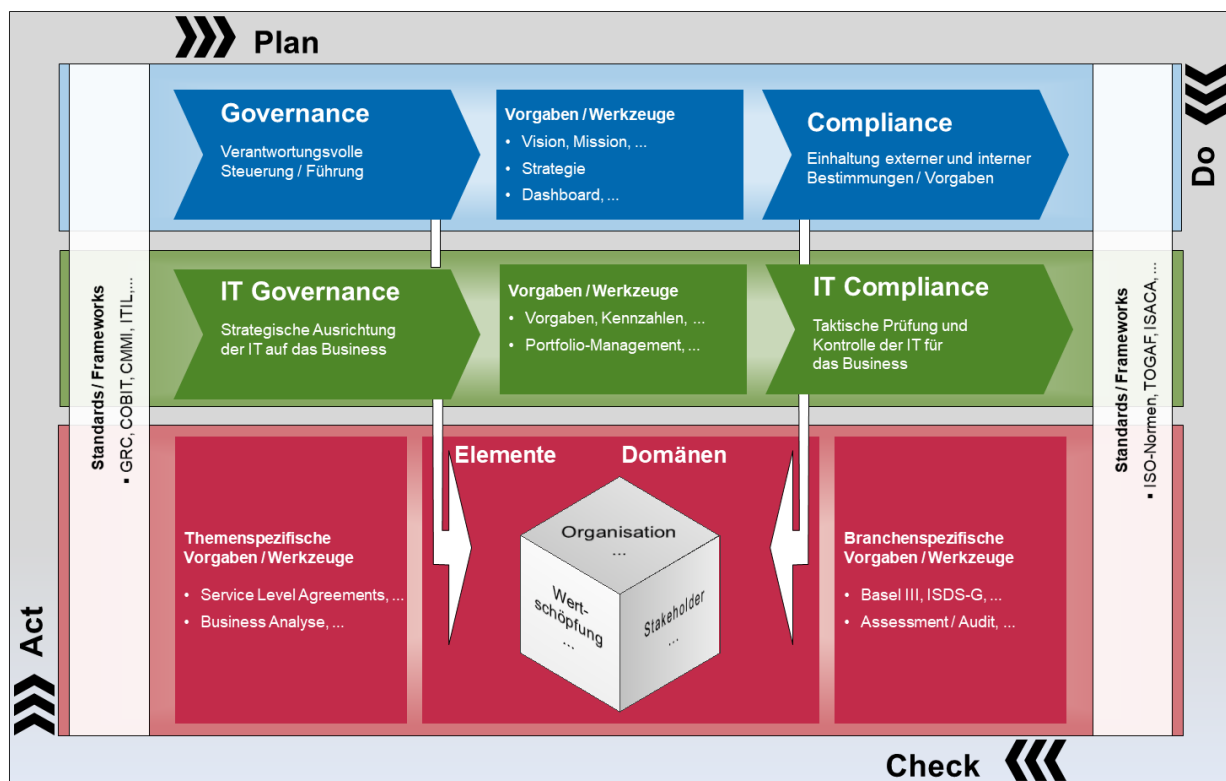 Plan
Do
Governance
Verantwortungsvolle
Steuerung / Führung
Vorgaben / Werkzeuge
• Vision, Mission, ...
• Strategie
• Dashboard, ...
Compliance
Einhaltung externer und interner
Bestimmungen / Vorgaben
IT Governance
Strategische Ausrichtung
der IT auf das Business
Vorgaben / Werkzeuge
• Vorgaben, Kennzahlen, ...
• Portfolio-Management, ...
IT Compliance
Taktische Prüfung und
Kontrolle der IT für
das Business
Standards / Frameworks
▪ GRC, COBIT, CMMI, ITIL,...
Standards / Frameworks
▪ ISO-Normen, TOGAF, ISACA, ...
Themenspezifische
Vorgaben / Werkzeuge
• Service Level Agreements, ...
• Business Analyse, ...
Elemente
Domänen
Organisation
...
Wert-
schöpfung
...
Stakeholder
...
Branchenspezifische
Vorgaben / Werkzeuge
• Basel III, ISDS-G, ...
• Assessment / Audit, ...
Act
Check